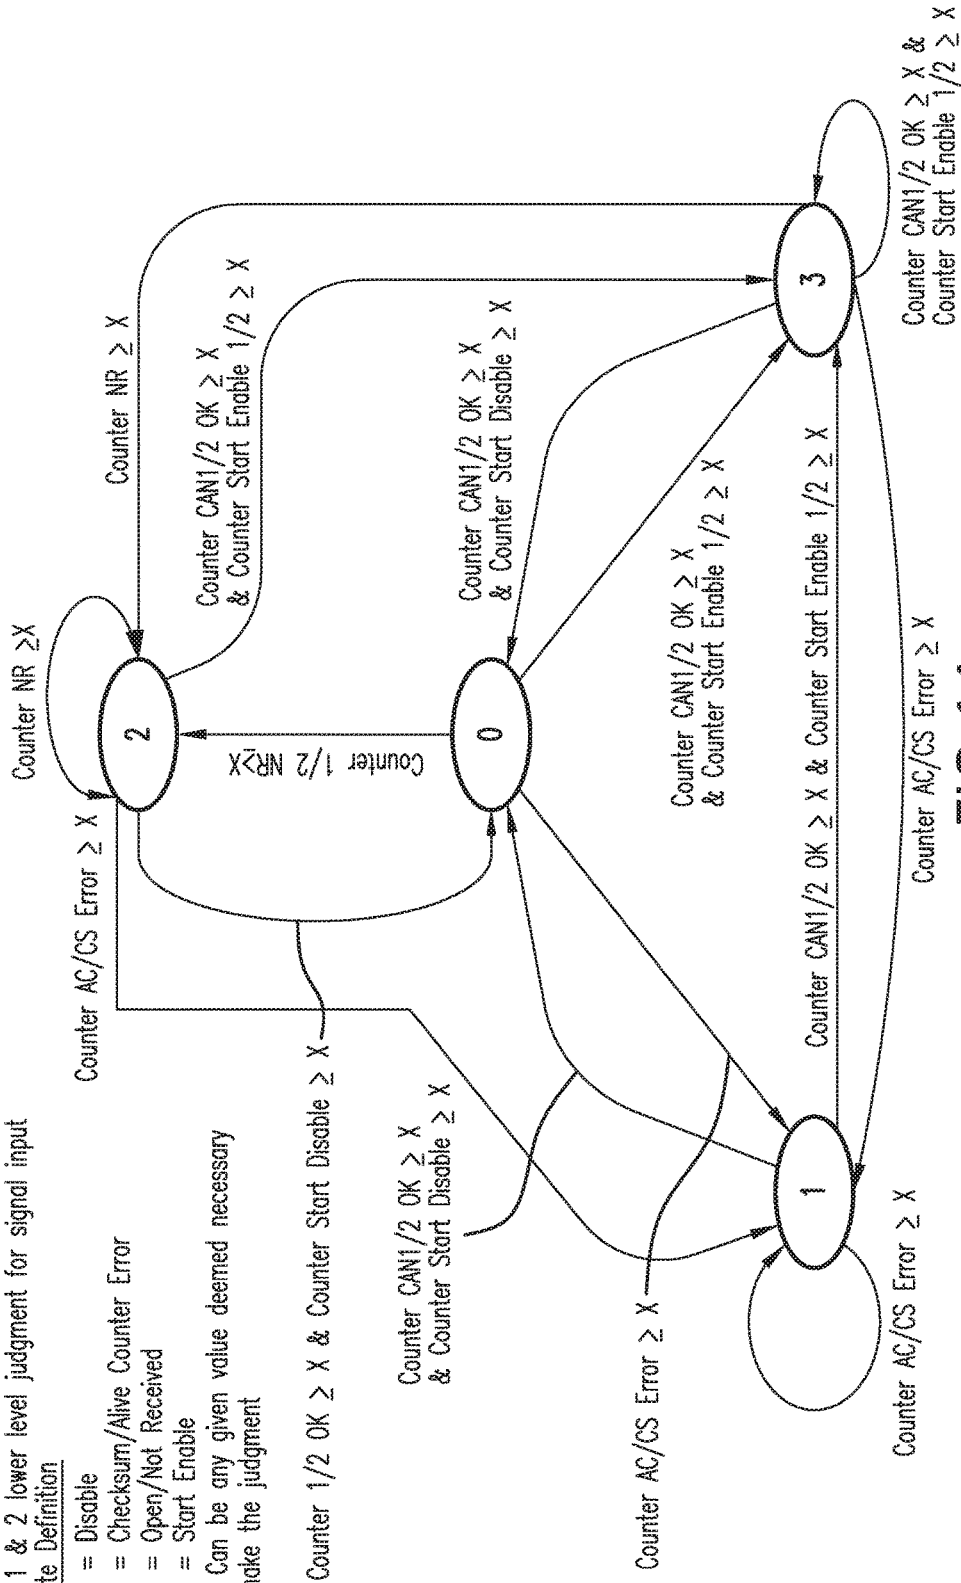 1 & 2 lower level judgment for signal input
te Definition
= Disable
= Checksum/Alive Counter Error
= Open/Not Received
= Start Enable
Can be any given value deemed necessary
ake the judgment
Counter NR ≥X
Counter AC/CS Error ≥ X
2
Counter NR ≥ X
Counter CAN1/2 OK ≥ X
& Counter Start Enable 1/2 ≥ X
Counter 1/2 NR≥X
Counter 1/2 OK ≥ X & Counter Start Disable ≥ X
0
Counter CAN1/2 OK ≥ X
& Counter Start Disable ≥ X
Counter CAN1/2 OK ≥ X
& Counter Start Disable ≥ X
Counter AC/CS Error ≥ X
Counter CAN1/2 OK ≥ X
& Counter Start Enable 1/2 ≥ X
1
Counter CAN1/2 OK ≥ X & Counter Start Enable 1/2 ≥ X
3
Counter AC/CS Error ≥ X
Counter AC/CS Error ≥ X
Counter CAN1/2 OK ≥ X &
Counter Start Enable 1/2 ≥ X